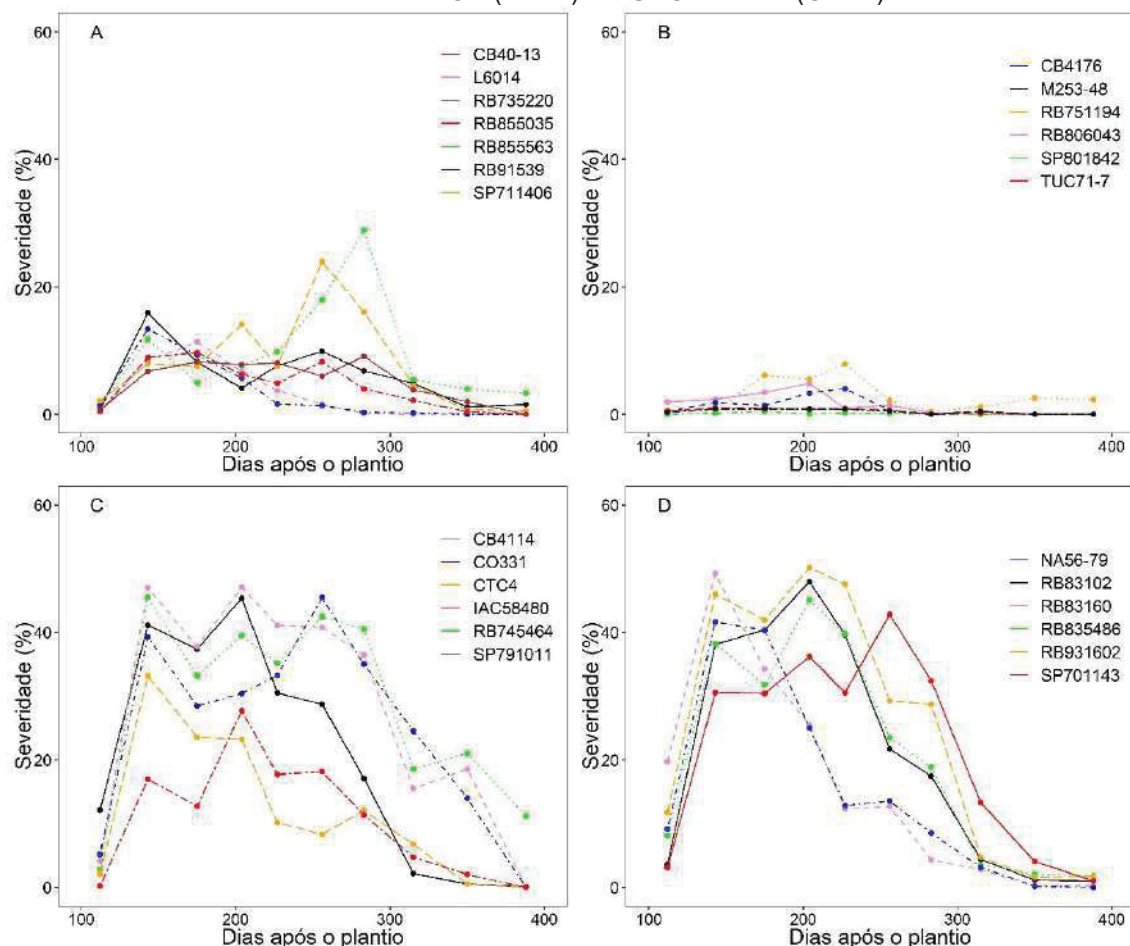 60
A
CB40-13
L6014
RB735220
RB855035
RB855563
RB91539
SP711406
40
20
0
Severidade (%)
100 200 300 400
Dias após o plantio
60
B
CB4176
M253-48
RB751194
RB806043
SP801842
TUC71-7
40
20
0
Severidade (%)
100 200 300 400
Dias após o plantio
60
C
CB4114
CO331
CTC4
IAC58480
RB745464
SP791011
40
20
0
Severidade (%)
100 200 300 400
Dias após o plantio
60
D
NA56-79
RB83102
RB83160
RB835486
RB931602
SP701143
40
20
0
Severidade (%)
100 200 300 400
Dias após o plantio